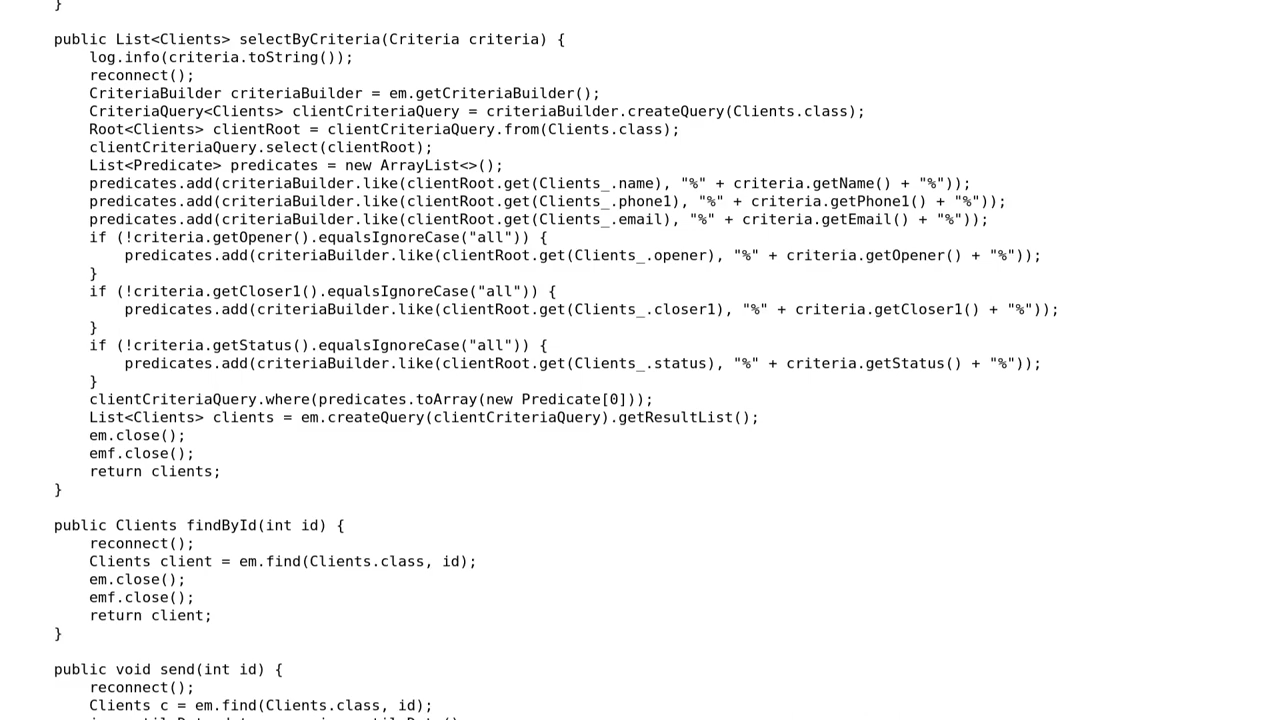 }
public List<Clients> selectByCriteria(Criteria criteria) {
log.info(criteria.toString());
reconnect();
CriteriaBuilder criteriaBuilder = em.getCriteriaBuilder();
CriteriaQuery<Clients> clientCriteriaQuery = criteriaBuilder.createQuery(Clients.class);
Root<Clients> clientRoot = clientCriteriaQuery.from(Clients.class);
clientCriteriaQuery.select(clientRoot);
List<Predicate> predicates = new ArrayList<>();
predicates.add(criteriaBuilder.like(clientRoot.get(Clients_.name), "%" + criteria.getName() + "%"));
predicates.add(criteriaBuilder.like(clientRoot.get(Clients_.phone1), "%" + criteria.getPhone1() + "%"));
predicates.add(criteriaBuilder.like(clientRoot.get(Clients_.email), "%" + criteria.getEmail() + "%"));
if (!criteria.getOpener().equalsIgnoreCase("all")) {
predicates.add(criteriaBuilder.like(clientRoot.get(Clients_.opener), "%" + criteria.getOpener() + "%"));
}
if (!criteria.getCloser1().equalsIgnoreCase("all")) {
predicates.add(criteriaBuilder.like(clientRoot.get(Clients_.closer1), "%" + criteria.getCloser1() + "%"));
}
if (!criteria.getStatus().equalsIgnoreCase("all")) {
predicates.add(criteriaBuilder.like(clientRoot.get(Clients_.status), "%" + criteria.getStatus() + "%"));
}
clientCriteriaQuery.where(predicates.toArray(new Predicate[0]));
List<Clients> clients = em.createQuery(clientCriteriaQuery).getResultList();
em.close();
emf.close();
return clients;
}
public Clients findById(int id) {
reconnect();
Clients client = em.find(Clients.class, id);
em.close();
emf.close();
return client;
}
public void send(int id) {
reconnect();
Clients c = em.find(Clients.class, id);